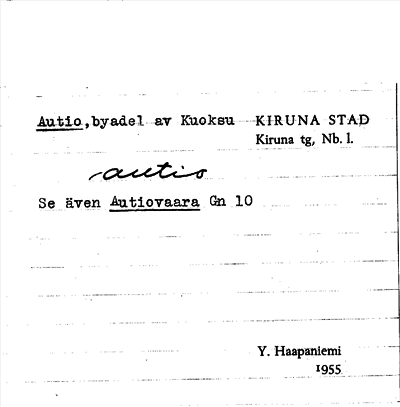 Autio, byadel av Kuoksu KIRUNA STAD
Kiruna tg, Nb. l.
autio
Se även Autiovaara Gn 10
Y. Haapaniemi
1955